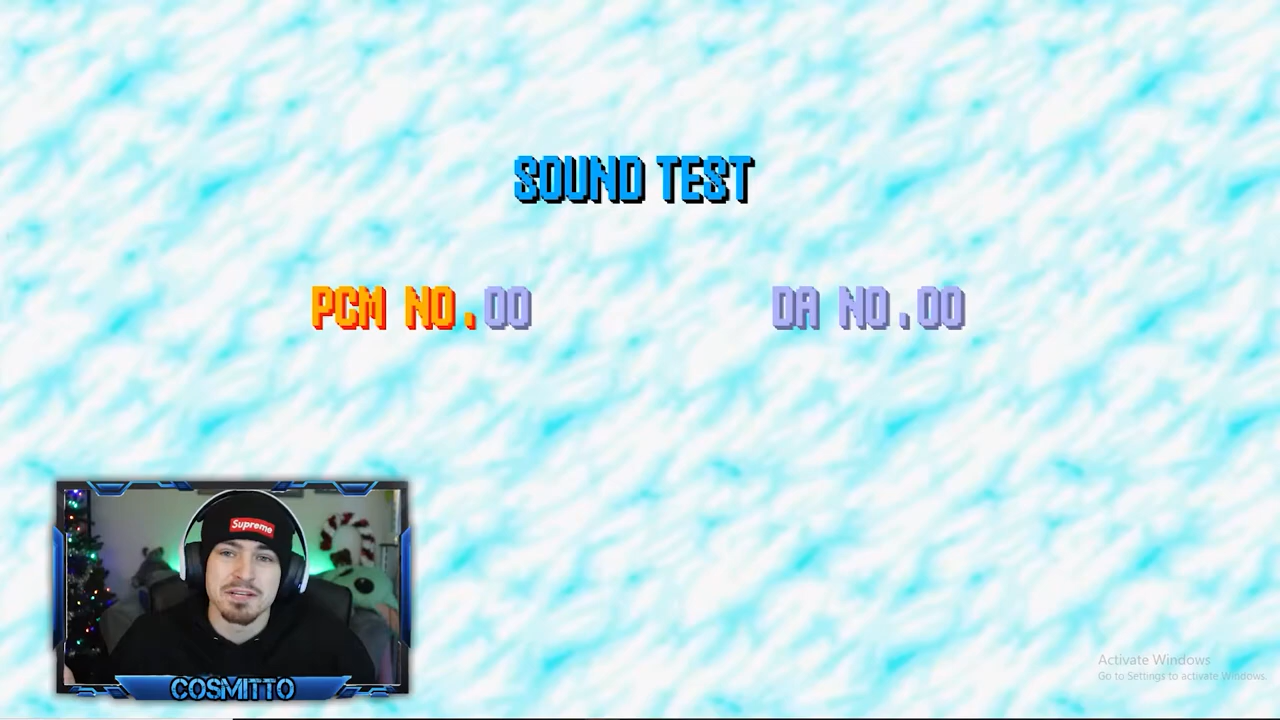 SOUND TEST
PCM NO.00
DA NO.00
Supreme
COSMITTO
Activate Windows
Go to Settings to activate Windows.